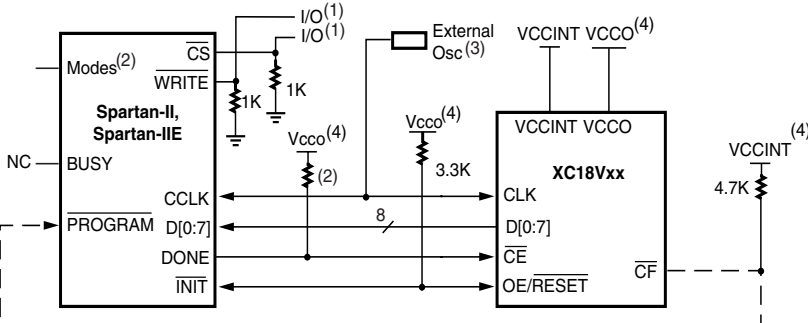 I/O(1)
I/O(1)
External
Osc(3)
VCCINT VCCO(4)
CS
Modes(2)
WRITE
1K
1K
Spartan-II,
Spartan-IIE
Vcco(4)
Vcco(4)
VCCINT VCCO
VCCINT(4)
NC
BUSY
(2)
3.3K
XC18Vxx
4.7K
CCLK
CLK
PROGRAM
D[0:7]
8
D[0:7]
DONE
CE
CF
INIT
OE/RESET